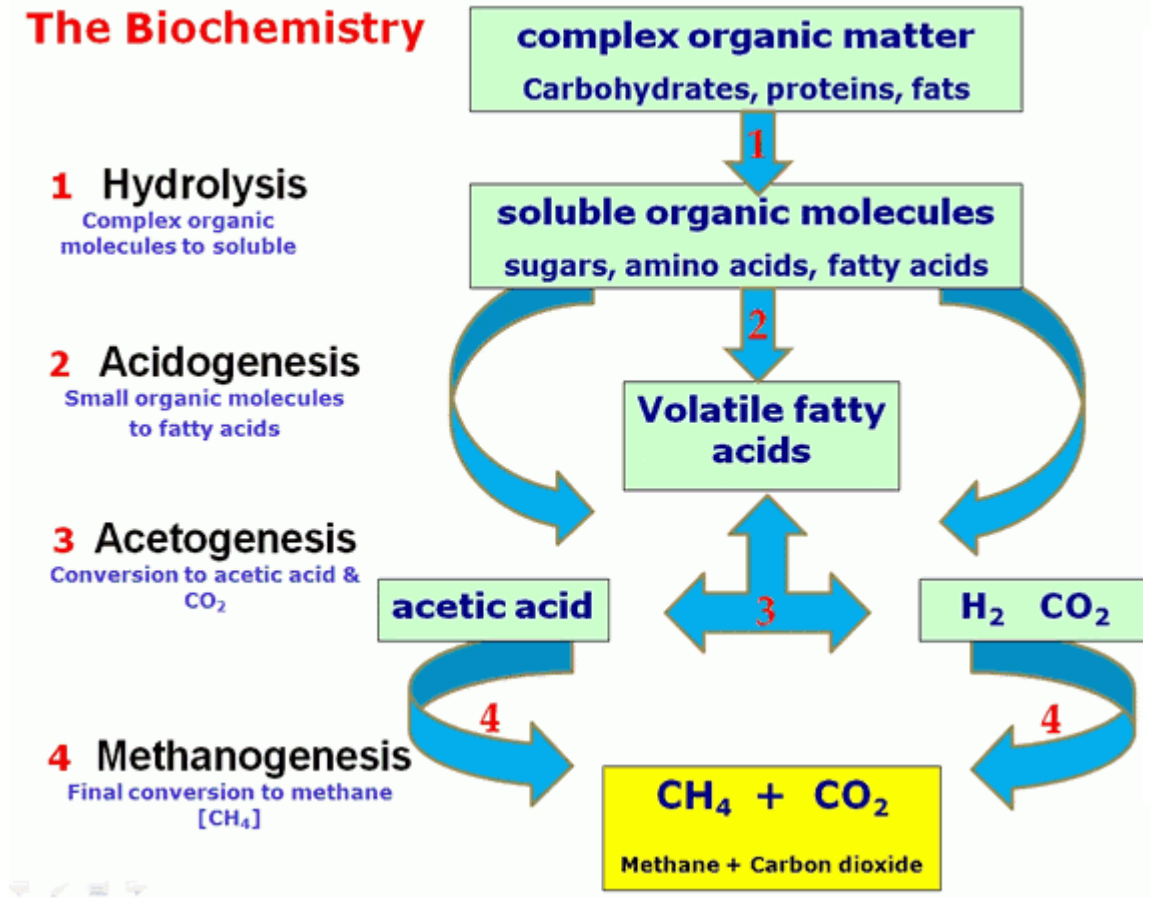 The Biochemistry
complex organic matter
Carbohydrates, proteins, fats
1
1 Hydrolysis
Complex organic
molecules to soluble
soluble organic molecules
sugars, amino acids, fatty acids
2
2 Acidogenesis
Small organic molecules
to fatty acids
Volatile fatty
acids
3 Acetogenesis
Conversion to acetic acid &
CO₂
acetic acid
3
H₂ CO₂
4
4
4 Methanogenesis
Final conversion to methane
[CH₄]
CH₄ + CO₂
Methane + Carbon dioxide